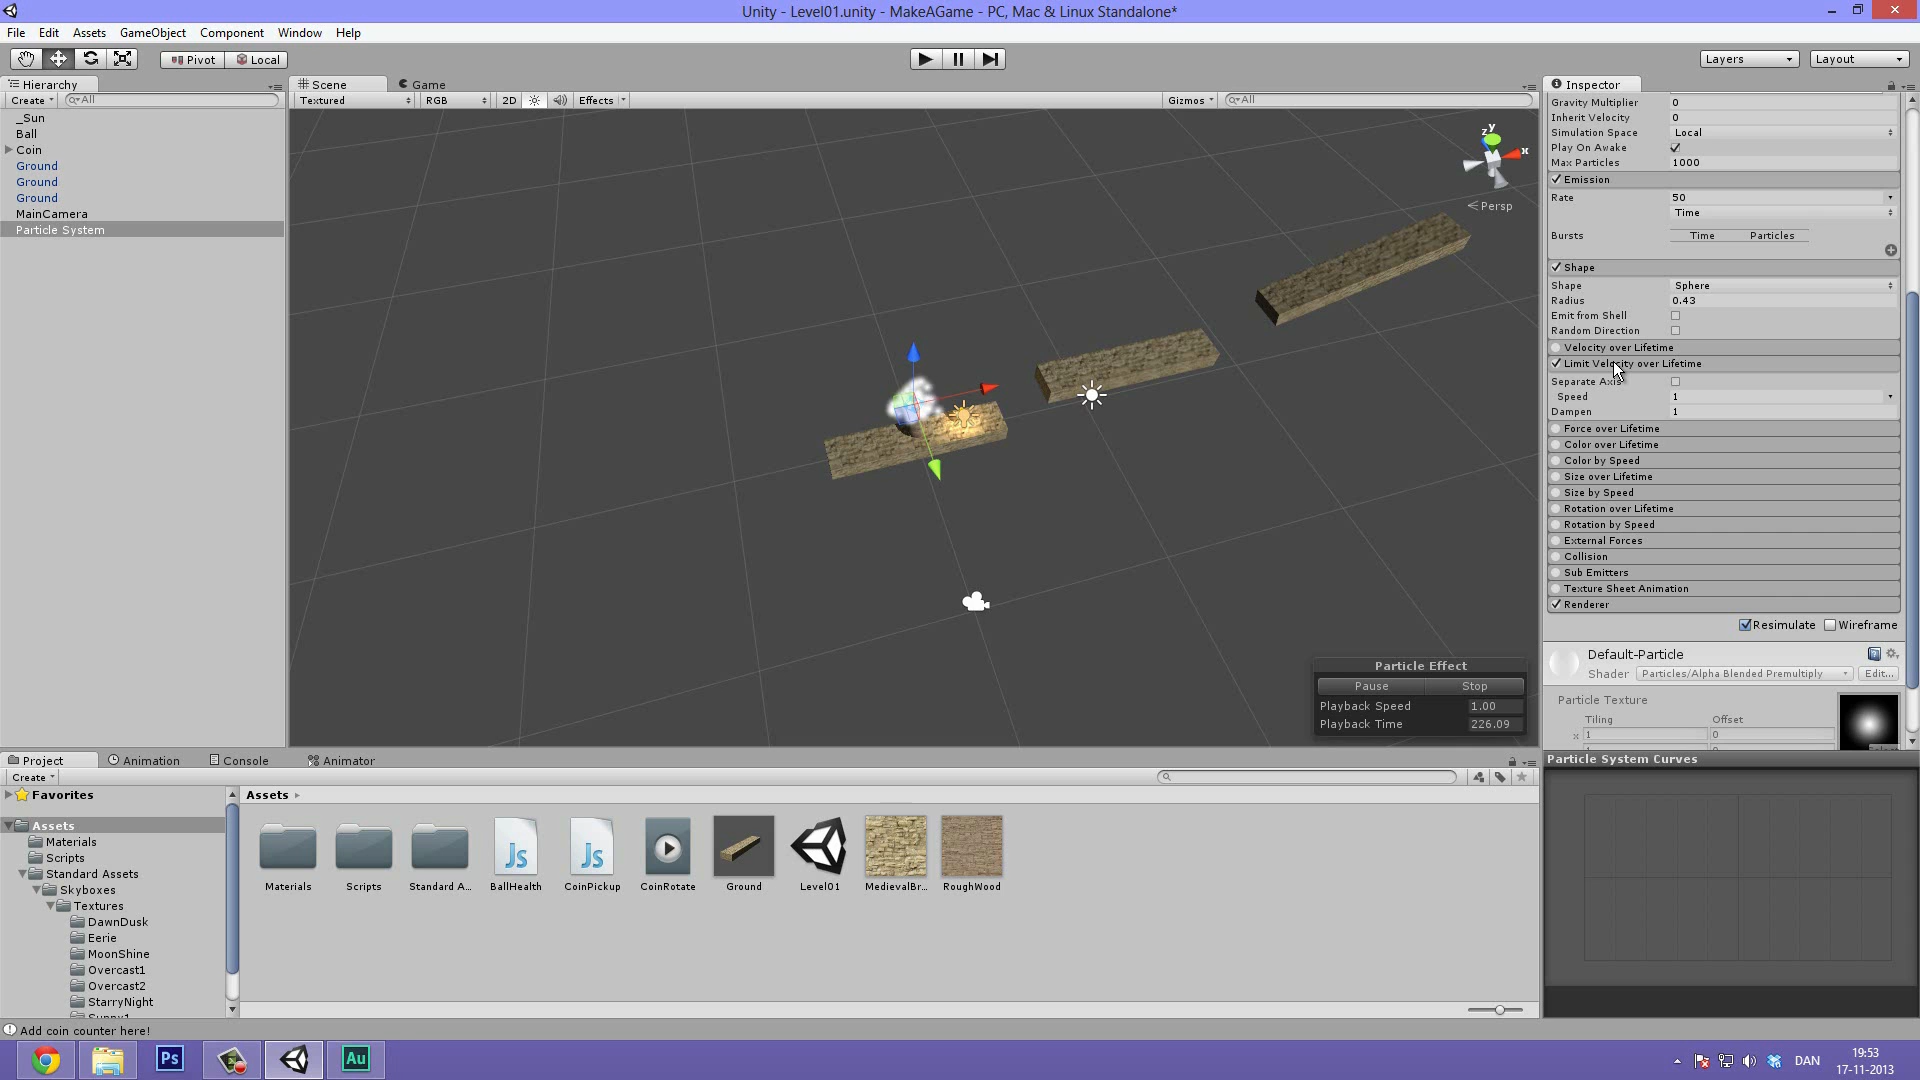 Unity - Level01.unity - MakeAGame - PC, Mac & Linux Standalone*
File Edit Assets GameObject Component Window Help
Pivot Local Layers Layout
Hierarchy
Create All
_Sun
Ball
Coin
Ground
Ground
Ground
MainCamera
Particle System
Scene Game
Textured RGB 2D Effects Gizmos All
y
z
x
Persp
Particle Effect
Pause Stop
Playback Speed 1.00
Playback Time 226.09
Inspector
Gravity Multiplier 0
Inherit Velocity 0
Simulation Space Local
Play On Awake
Max Particles 1000
Emission
Rate 50
Time
Bursts Time Particles
Shape
Shape Sphere
Radius 0.43
Emit from Shell
Random Direction
Velocity over Lifetime
Limit Velocity over Lifetime
Separate Axis
Speed 1
Dampen 1
Force over Lifetime
Color over Lifetime
Color by Speed
Size over Lifetime
Size by Speed
Rotation over Lifetime
Rotation by Speed
External Forces
Collision
Sub Emitters
Texture Sheet Animation
Renderer
Resimulate Wireframe
Default-Particle
Shader Particles/Alpha Blended Premultiply Edit...
Particle Texture
Tiling Offset
x 1 0
Particle System Curves
Project Animation Console Animator
Create
Favorites
Assets
Materials
Scripts
Standard Assets
Skyboxes
Textures
DawnDusk
Eerie
MoonShine
Overcast1
Overcast2
StarryNight
Assets
Js Js
Materials Scripts Standard A... BallHealth CoinPickup CoinRotate Ground Level01 MedievalBr... RoughWood
Add coin counter here!
Ps Au
DAN
19:53
17-11-2013